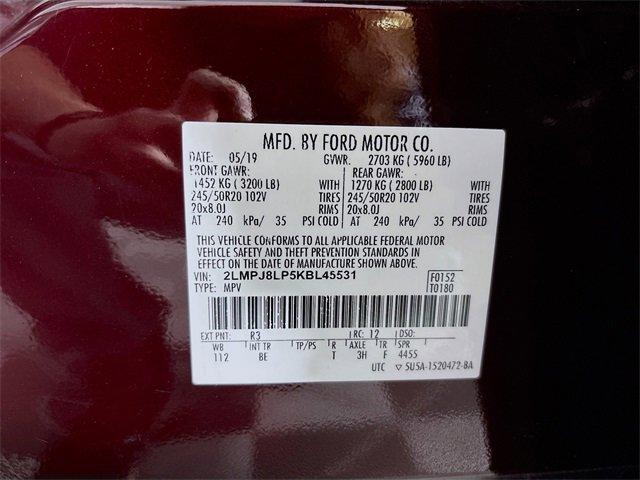 MFD. BY FORD MOTOR CO.
DATE: 05/19 GVWR: 2703 KG ( 5960 LB)
FRONT GAWR: REAR GAWR:
1452 KG ( 3200 LB) WITH 1270 KG ( 2800 LB) WITH
245/50R20 102V TIRES 245/50R20 102V TIRES
20x8.0J RIMS 20x8.0J RIMS
AT 240 kPa/ 35 PSI COLD AT 240 kPa/ 35 PSI COLD
THIS VEHICLE CONFORMS TO ALL APPLICABLE FEDERAL MOTOR
VEHICLE SAFETY AND THEFT PREVENTION STANDARDS IN
EFFECT ON THE DATE OF MANUFACTURE SHOWN ABOVE.
VIN: 2LMPJ8LP5KBL45531 F0152
TYPE: MPV T0180
EXT PNT: R3 RC: 12 DSO:
WB INT TR TP/PS R AXLE TR SPR
112 BE T 3H F 4455
UTC ▽ 5U5A-1520472-BA